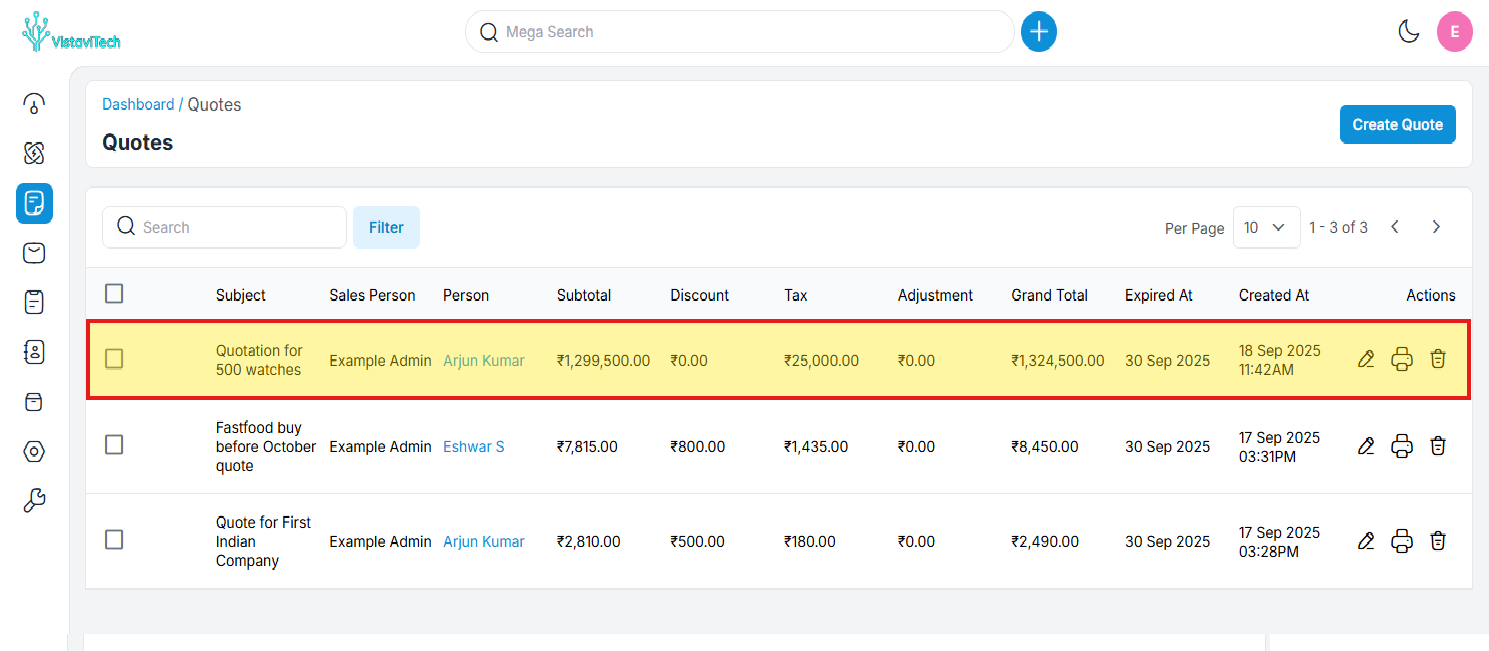 VistaviTech
Mega Search
E
Dashboard / Quotes
Quotes
Create Quote
Search
Filter
Per Page
10
1 - 3 of 3
Subject Sales Person Person Subtotal Discount Tax Adjustment Grand Total Expired At Created At Actions
Quotation for
500 watches
Example Admin Arjun Kumar ₹1,299,500.00 ₹0.00 ₹25,000.00 ₹0.00 ₹1,324,500.00 30 Sep 2025
18 Sep 2025
11:42AM
Fastfood buy
before October
quote
Example Admin Eshwar S ₹7,815.00 ₹800.00 ₹1,435.00 ₹0.00 ₹8,450.00 30 Sep 2025
17 Sep 2025
03:31PM
Quote for First
Indian
Company
Example Admin Arjun Kumar ₹2,810.00 ₹500.00 ₹180.00 ₹0.00 ₹2,490.00 30 Sep 2025
17 Sep 2025
03:28PM